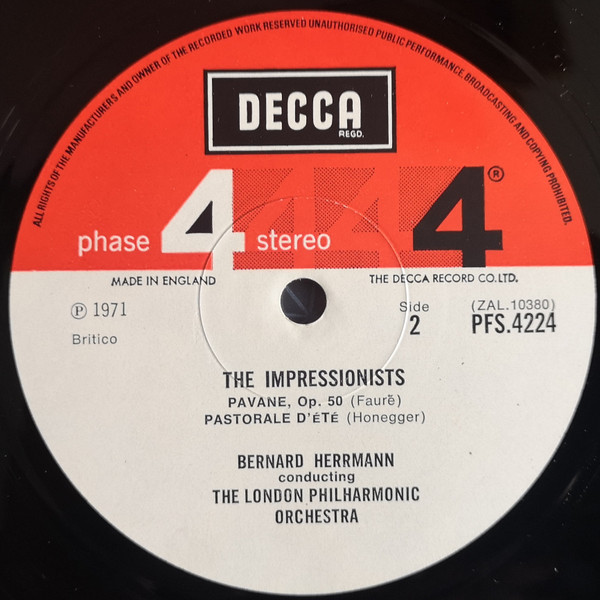 ALL RIGHTS OF THE MANUFACTURERS AND OWNER OF THE RECORDED WORK RESERVED UNAUTHORISED PUBLIC PERFORMANCE, BROADCASTING AND COPYING PROHIBITED.
DECCA
REGD.
phase 4 stereo 4 ®
MADE IN ENGLAND THE DECCA RECORD CO. LTD.
℗ 1971 Side (ZAL.10380)
Britico 2 PFS.4224
THE IMPRESSIONISTS
PAVANE, Op. 50 (Faurĕ)
PASTORALE D'éTé (Honegger)
BERNARD HERRMANN
conducting
THE LONDON PHILHARMONIC
ORCHESTRA